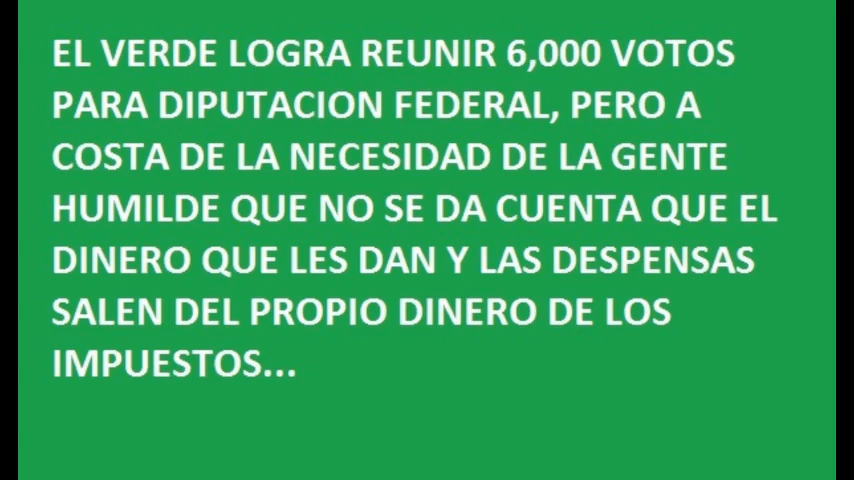 EL VERDE LOGRA REUNIR 6,000 VOTOS
PARA DIPUTACION FEDERAL, PERO A
COSTA DE LA NECESIDAD DE LA GENTE
HUMILDE QUE NO SE DA CUENTA QUE EL
DINERO QUE LES DAN Y LAS DESPENSAS
SALEN DEL PROPIO DINERO DE LOS
IMPUESTOS...